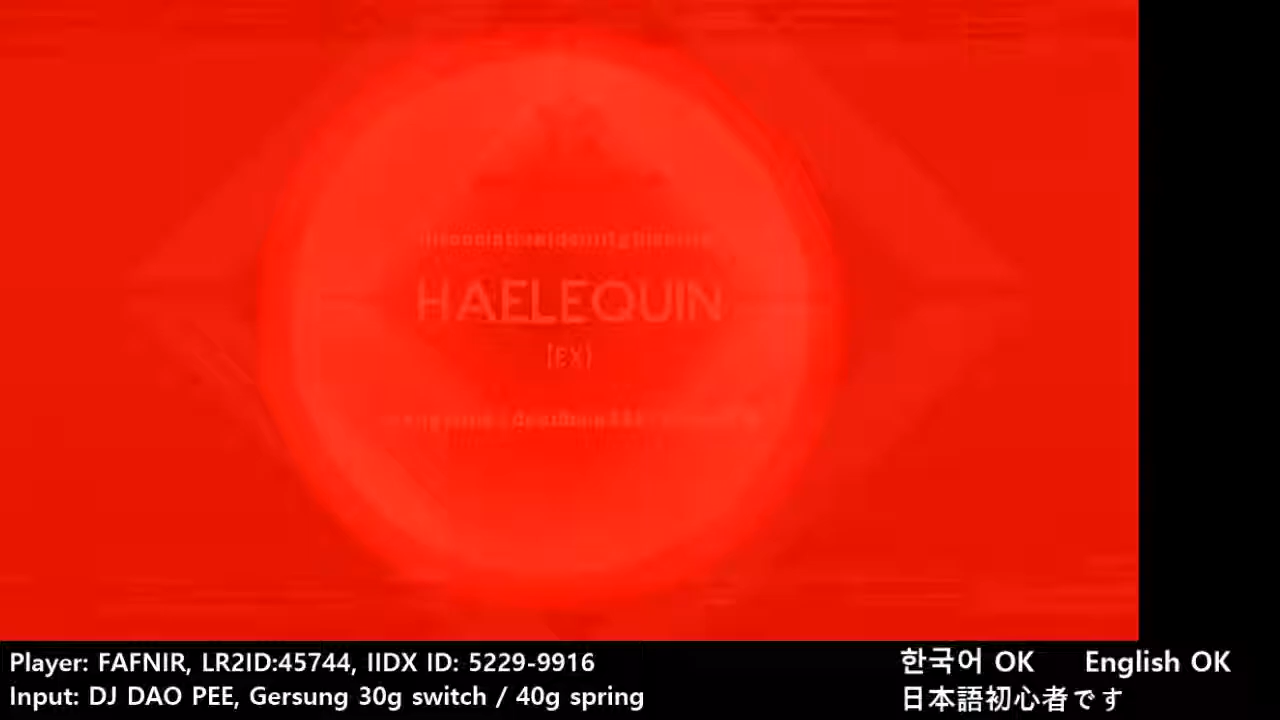 HAELEQUIN
[EX]
Player: FAFNIR, LR2ID:45744, IIDX ID: 5229-9916
Input: DJ DAO PEE, Gersung 30g switch / 40g spring
한국어 OK English OK
日本語初心者です